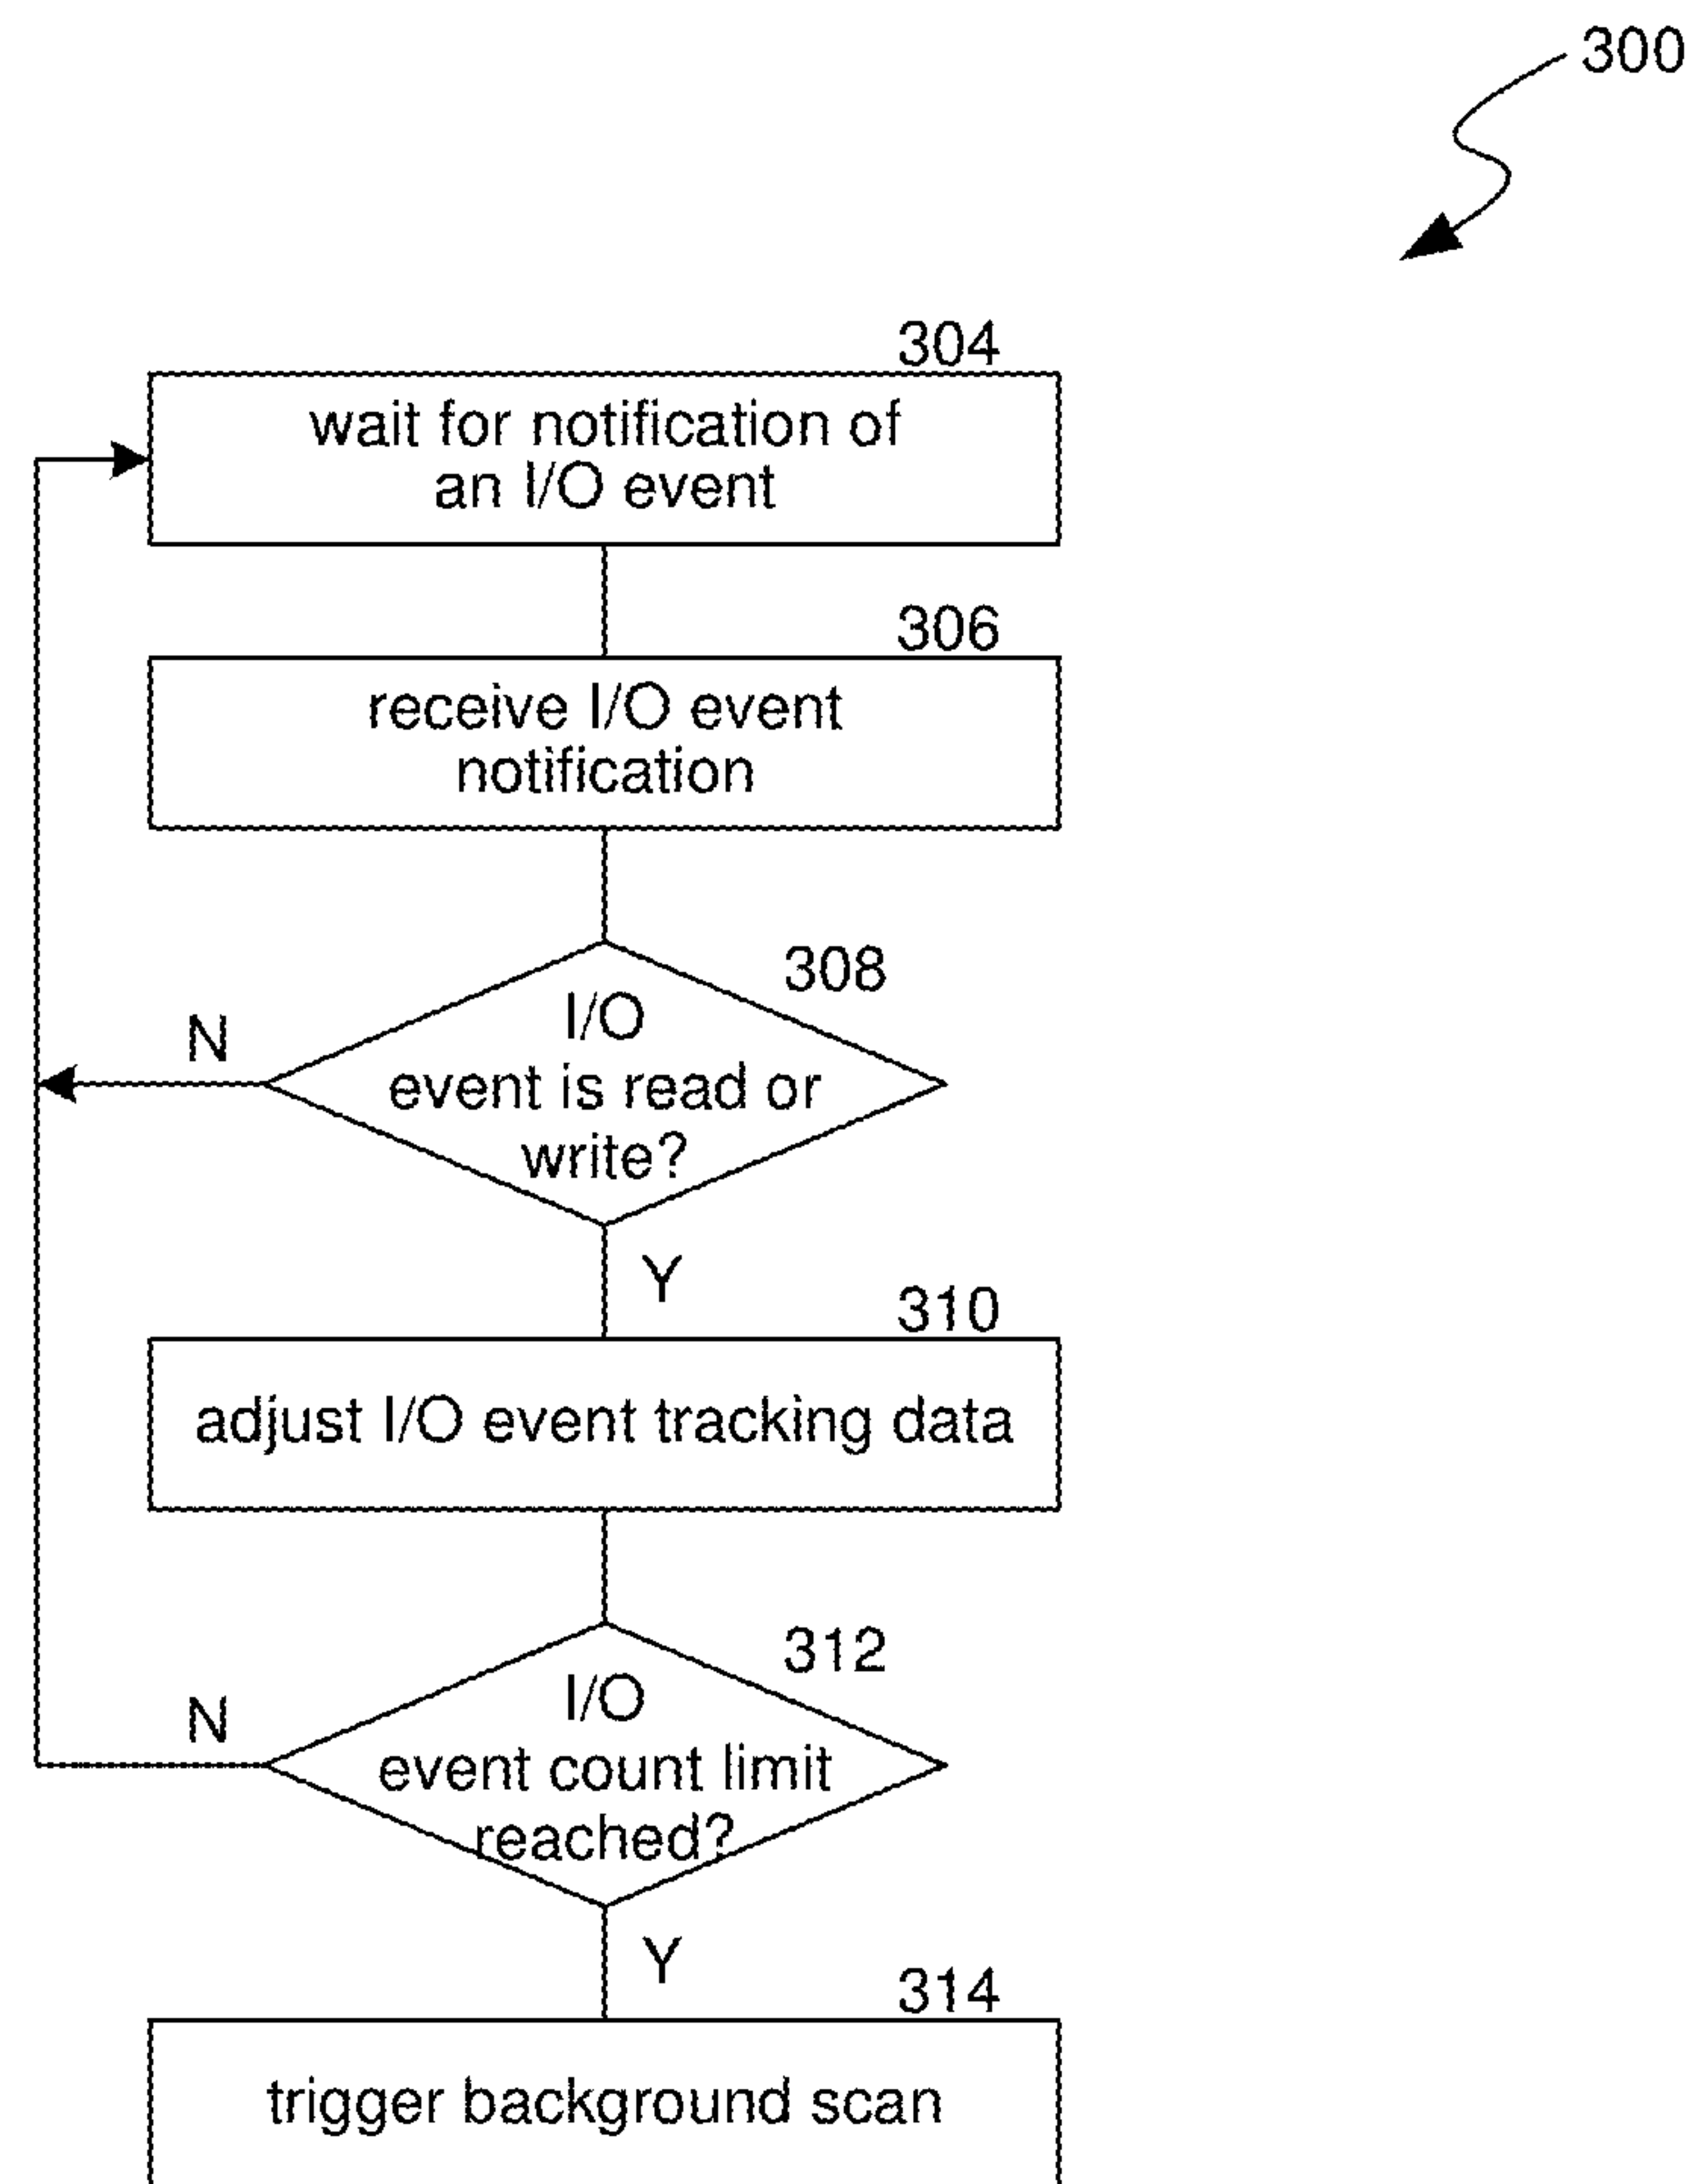 300
304
wait for notification of
an I/O event
306
receive I/O event
notification
308
I/O
N
event is read or
write?
Y
310
adjust I/O event tracking data
312
I/O
N
event count limit
reached?
Y
314
trigger background scan